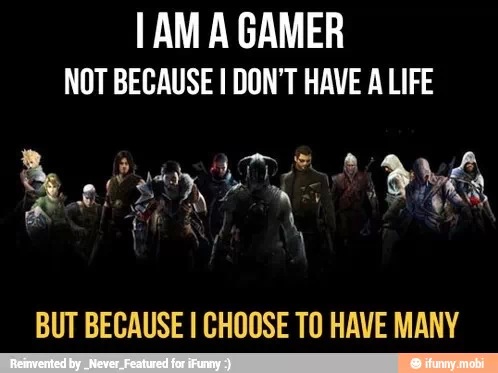 I AM A GAMER
NOT BECAUSE I DON'T HAVE A LIFE
BUT BECAUSE I CHOOSE TO HAVE MANY
Reinvented by _Never_Featured for iFunny :)
ifunny.mobi